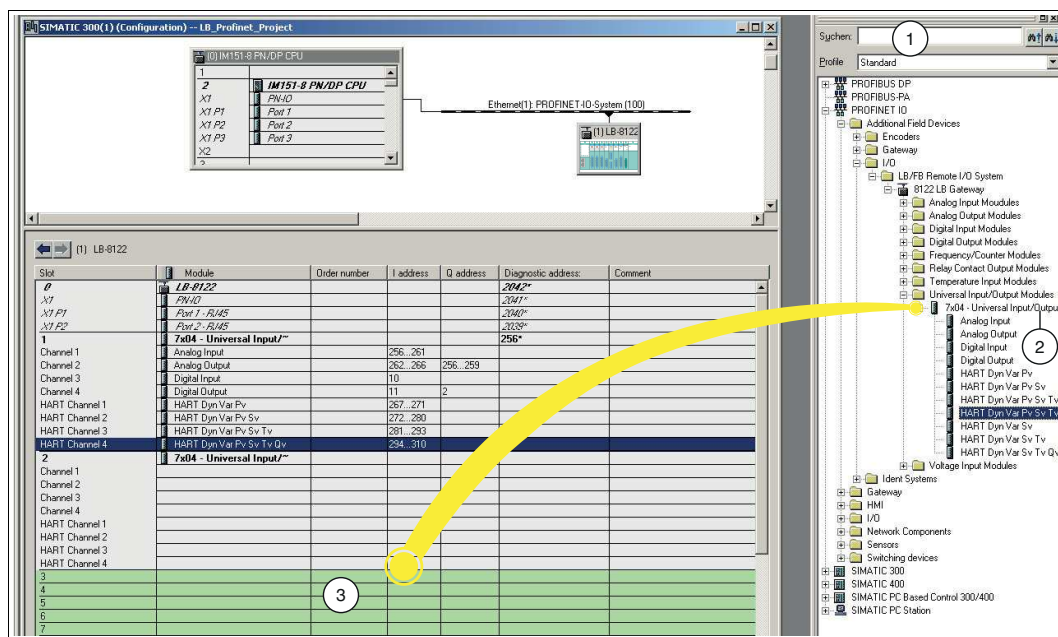 SIMATIC 300(1) (Configuration) -- LB_Profinet_Project
(0) IM151-8 PN/DP CPU
1
2 IM151-8 PN/DP CPU
X1 PN-IO
X1 P1 Port 1
X1 P2 Port 2
X1 P3 Port 3
X2
3
Ethernet(1): PROFINET-IO-System (100)
(1) LB-8122
(1) LB-8122
Slot Module Order number I address Q address Diagnostic address: Comment
0 LB-8122 2042*
X1 PN-IO 2041*
X1 P1 Port 1 - RJ45 2040*
X1 P2 Port 2 - RJ45 2039*
1 7x04 - Universal Input/~ 256*
Channel 1 Analog Input 256...261
Channel 2 Analog Output 262...266 256...259
Channel 3 Digital Input 10
Channel 4 Digital Output 11 2
HART Channel 1 HART Dyn Var Pv 267...271
HART Channel 2 HART Dyn Var Pv Sv 272...280
HART Channel 3 HART Dyn Var Pv Sv Tv 281...293
HART Channel 4 HART Dyn Var Pv Sv Tv Qv 294...310
2 7x04 - Universal Input/~
Channel 1
Channel 2
Channel 3
Channel 4
HART Channel 1
HART Channel 2
HART Channel 3
HART Channel 4
3
4
5
6
7
3
Suchen: 1
Profile Standard
PROFIBUS DP
PROFIBUS-PA
PROFINET IO
Additional Field Devices
Encoders
Gateway
I/O
LB/FB Remote I/O System
8122 LB Gateway
Analog Input Moudules
Analog Output Modules
Digital Input Modules
Digital Output Modules
Frequency/Counter Modules
Relay Contact Output Modules
Temperature Input Modules
Universal Input/Output Modules
7x04 - Universal Input/Outpu
Analog Input
Analog Output
Digital Input
2
Digital Output
HART Dyn Var Pv
HART Dyn Var Pv Sv
HART Dyn Var Pv Sv Tv
HART Dyn Var Pv Sv Tv
HART Dyn Var Sv
HART Dyn Var Sv Tv
HART Dyn Var Sv Tv Qv
Voltage Input Modules
Ident Systems
Gateway
HMI
I/O
Network Components
Sensors
Switching devices
SIMATIC 300
SIMATIC 400
SIMATIC PC Based Control 300/400
SIMATIC PC Station